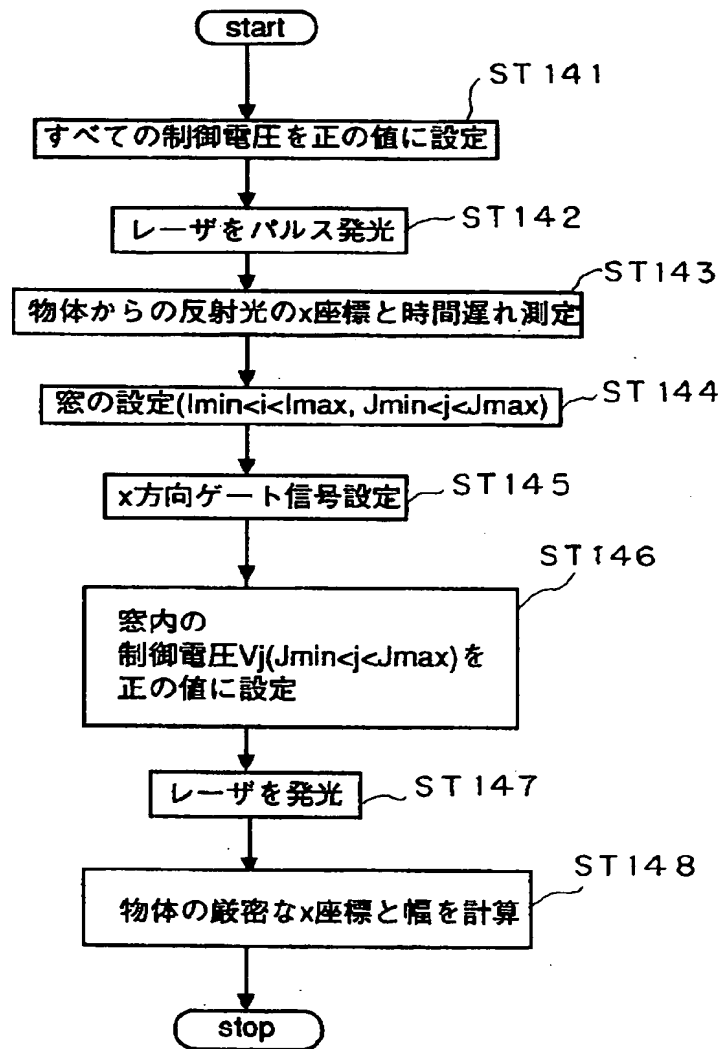 start
ST141
すべての制御電圧を正の値に設定
ST142
レーザをパルス発光
ST143
物体からの反射光のx座標と時間遅れ測定
ST144
窓の設定(Imin<i<Imax, Jmin<j<Jmax)
ST145
x方向ゲート信号設定
ST146
窓内の
制御電圧Vj(Jmin<j<Jmax)を
正の値に設定
ST147
レーザを発光
ST148
物体の厳密なx座標と幅を計算
stop